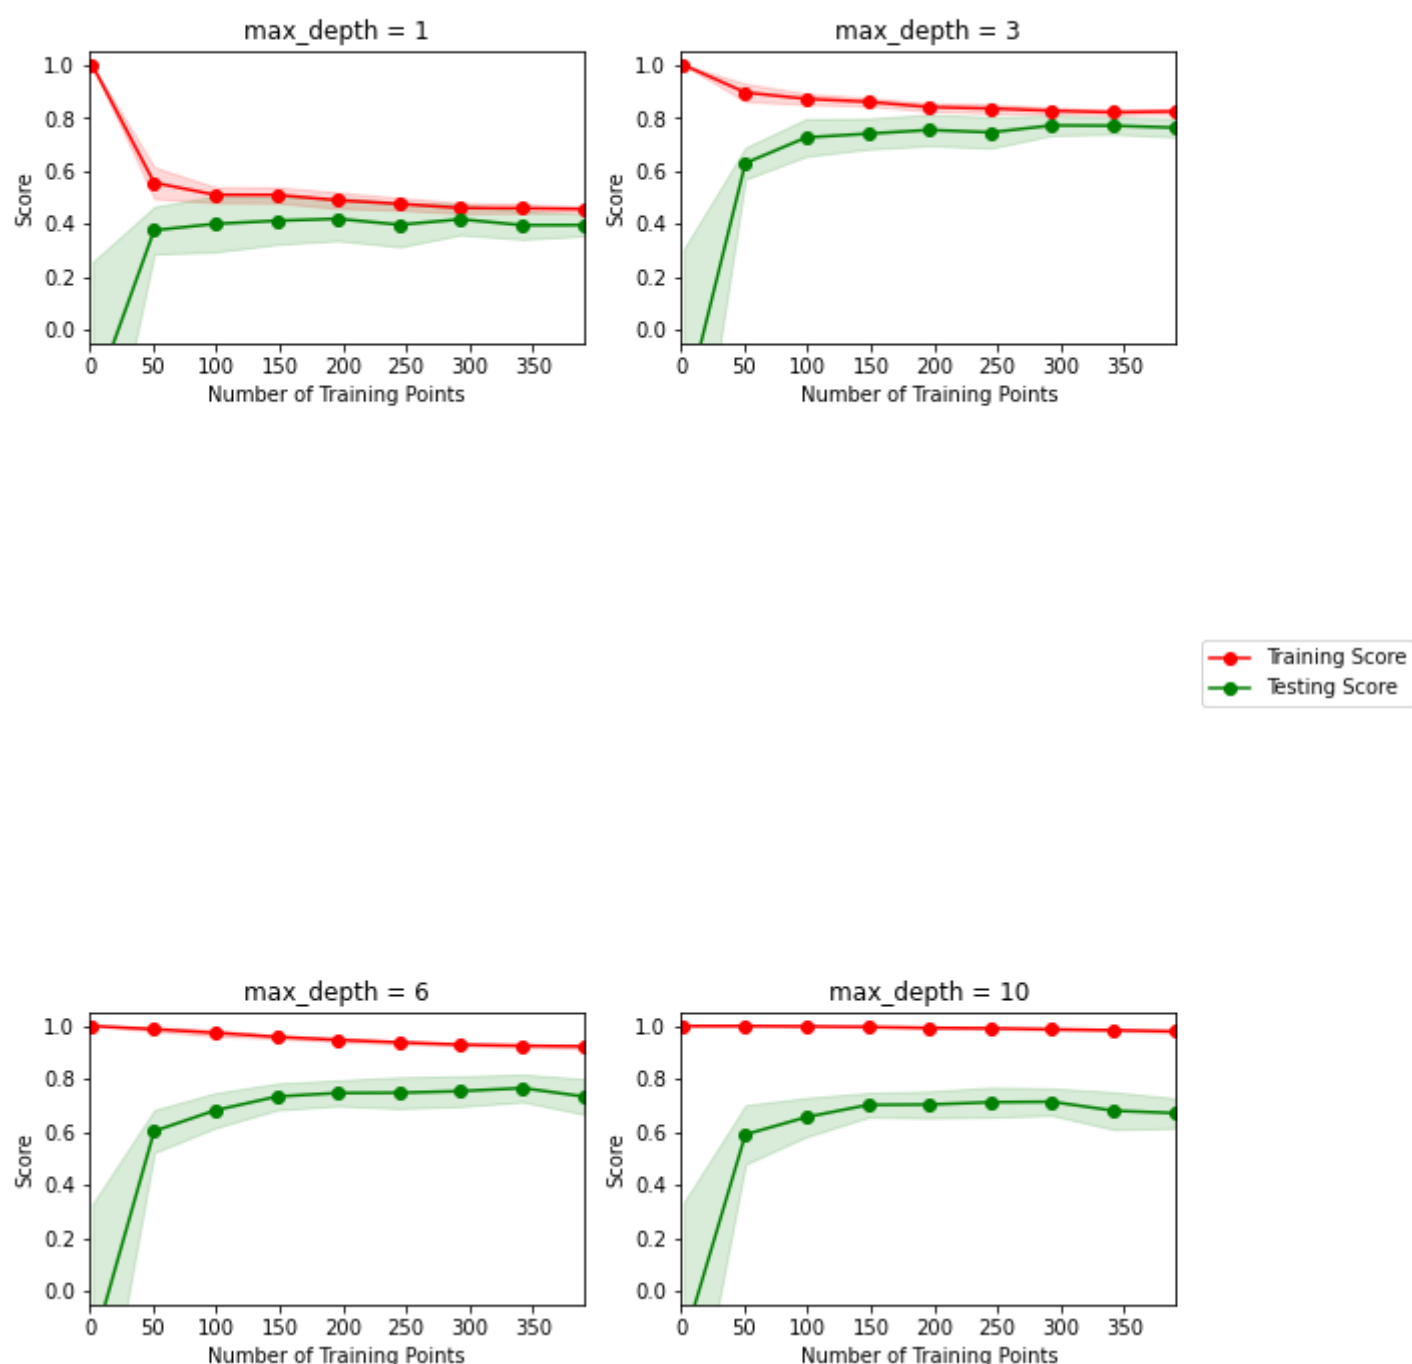 max_depth = 1
max_depth = 3
1.0
0.8
0.6
0.4
0.2
0.0
Score
0 50 100 150 200 250 300 350
Number of Training Points
1.0
0.8
0.6
0.4
0.2
0.0
Score
0 50 100 150 200 250 300 350
Number of Training Points
Training Score
Testing Score
max_depth = 6
max_depth = 10
1.0
0.8
0.6
0.4
0.2
0.0
Score
0 50 100 150 200 250 300 350
Number of Training Points
1.0
0.8
0.6
0.4
0.2
0.0
Score
0 50 100 150 200 250 300 350
Number of Training Points